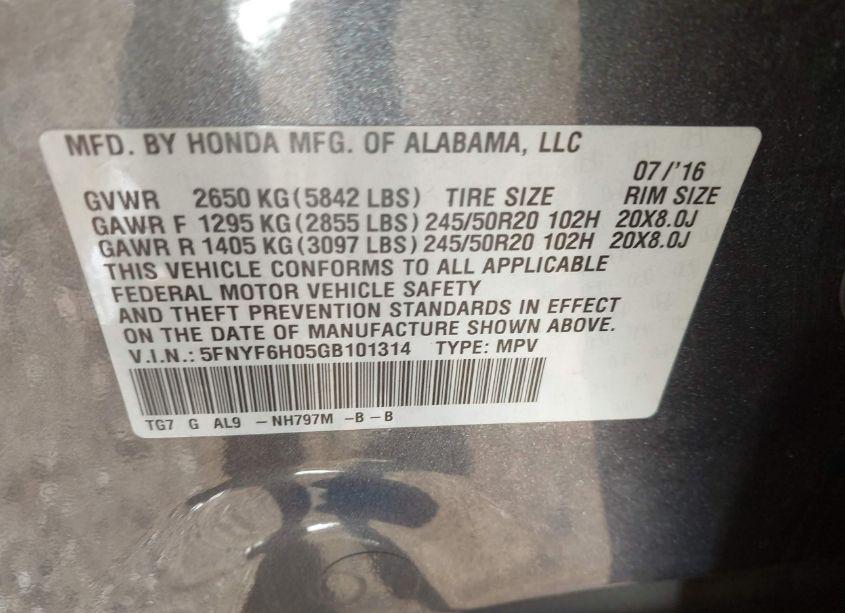 MFD. BY HONDA MFG. OF ALABAMA, LLC
07/'16
GVWR 2650 KG(5842 LBS) TIRE SIZE RIM SIZE
GAWR F 1295 KG(2855 LBS) 245/50R20 102H 20X8.0J
GAWR R 1405 KG(3097 LBS) 245/50R20 102H 20X8.0J
THIS VEHICLE CONFORMS TO ALL APPLICABLE
FEDERAL MOTOR VEHICLE SAFETY
AND THEFT PREVENTION STANDARDS IN EFFECT
ON THE DATE OF MANUFACTURE SHOWN ABOVE.
V.I.N.: 5FNYF6H05GB101314 TYPE: MPV
TG7 G AL9 -NH797M -B-B